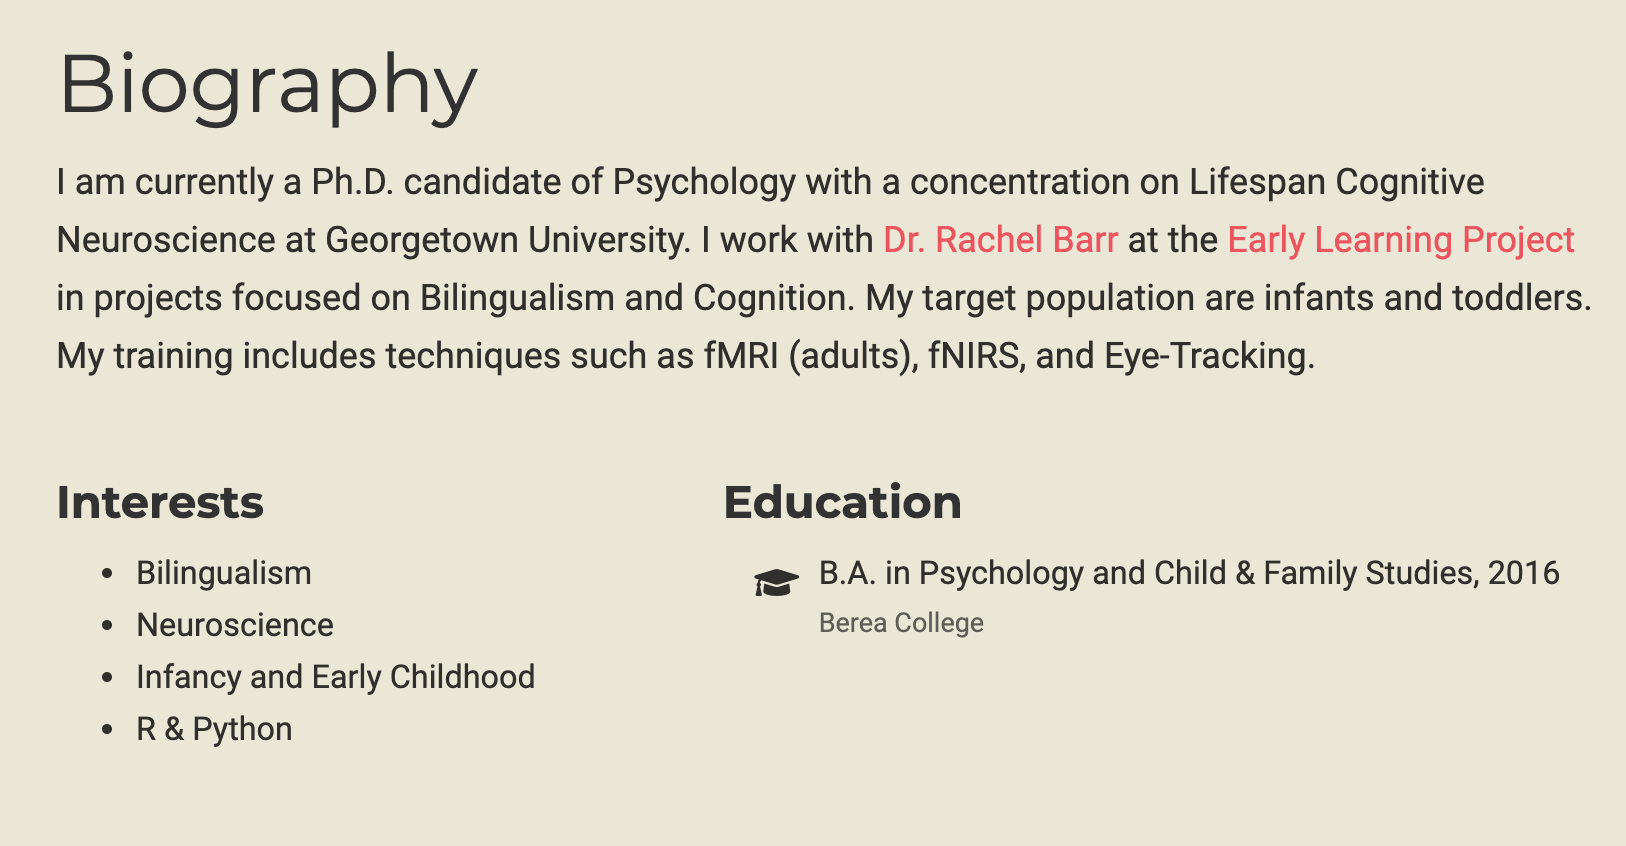 Biography
I am currently a Ph.D. candidate of Psychology with a concentration on Lifespan Cognitive
Neuroscience at Georgetown University. I work with Dr. Rachel Barr at the Early Learning Project
in projects focused on Bilingualism and Cognition. My target population are infants and toddlers.
My training includes techniques such as fMRI (adults), fNIRS, and Eye-Tracking.
Interests
• Bilingualism
• Neuroscience
• Infancy and Early Childhood
• R & Python
Education
B.A. in Psychology and Child & Family Studies, 2016
Berea College